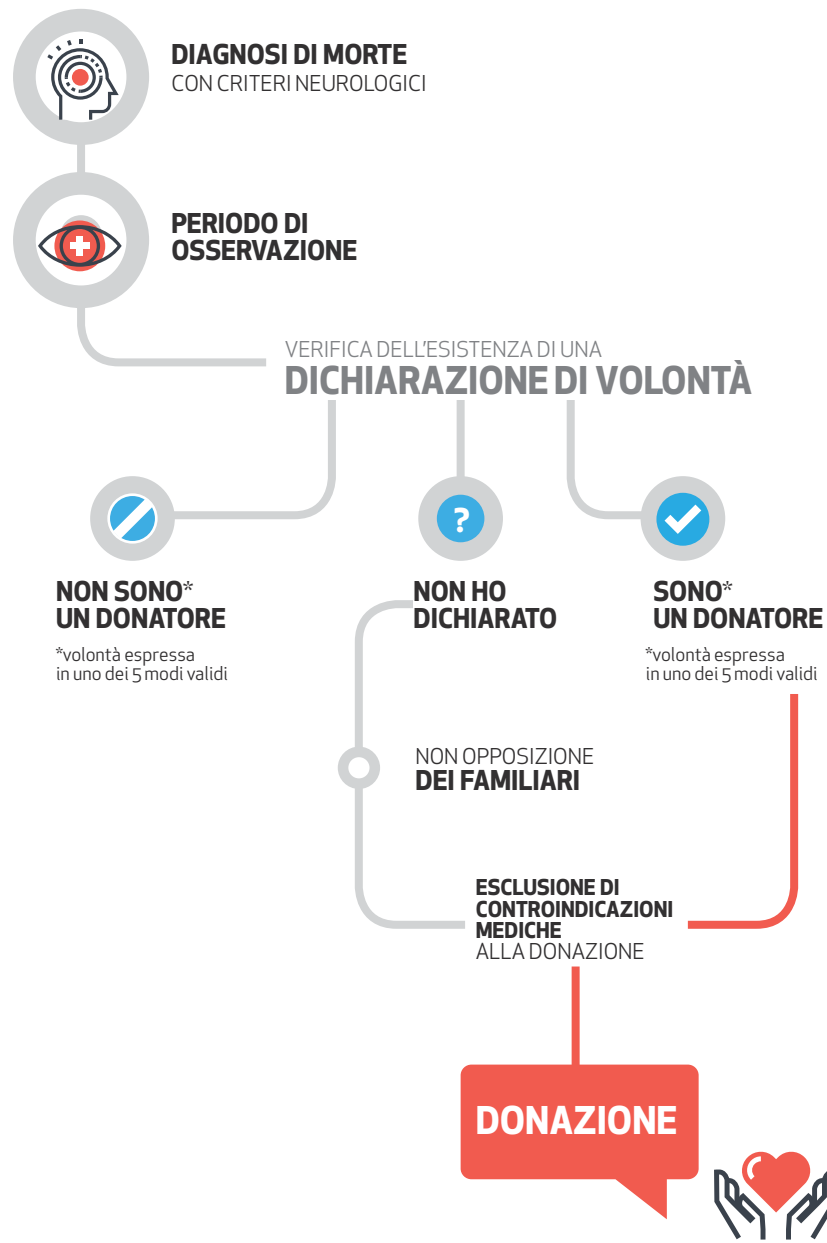 DIAGNOSI DI MORTE
CON CRITERI NEUROLOGICI
PERIODO DI
OSSERVAZIONE
VERIFICA DELL'ESISTENZA DI UNA
DICHIARAZIONE DI VOLONTÀ
NON SONO*
UN DONATORE
*volontà espressa
in uno dei 5 modi validi
?
NON HO
DICHIARATO
SONO*
UN DONATORE
*volontà espressa
in uno dei 5 modi validi
NON OPPOSIZIONE
DEI FAMILIARI
ESCLUSIONE DI
CONTROINDICAZIONI
MEDICHE
ALLA DONAZIONE
DONAZIONE